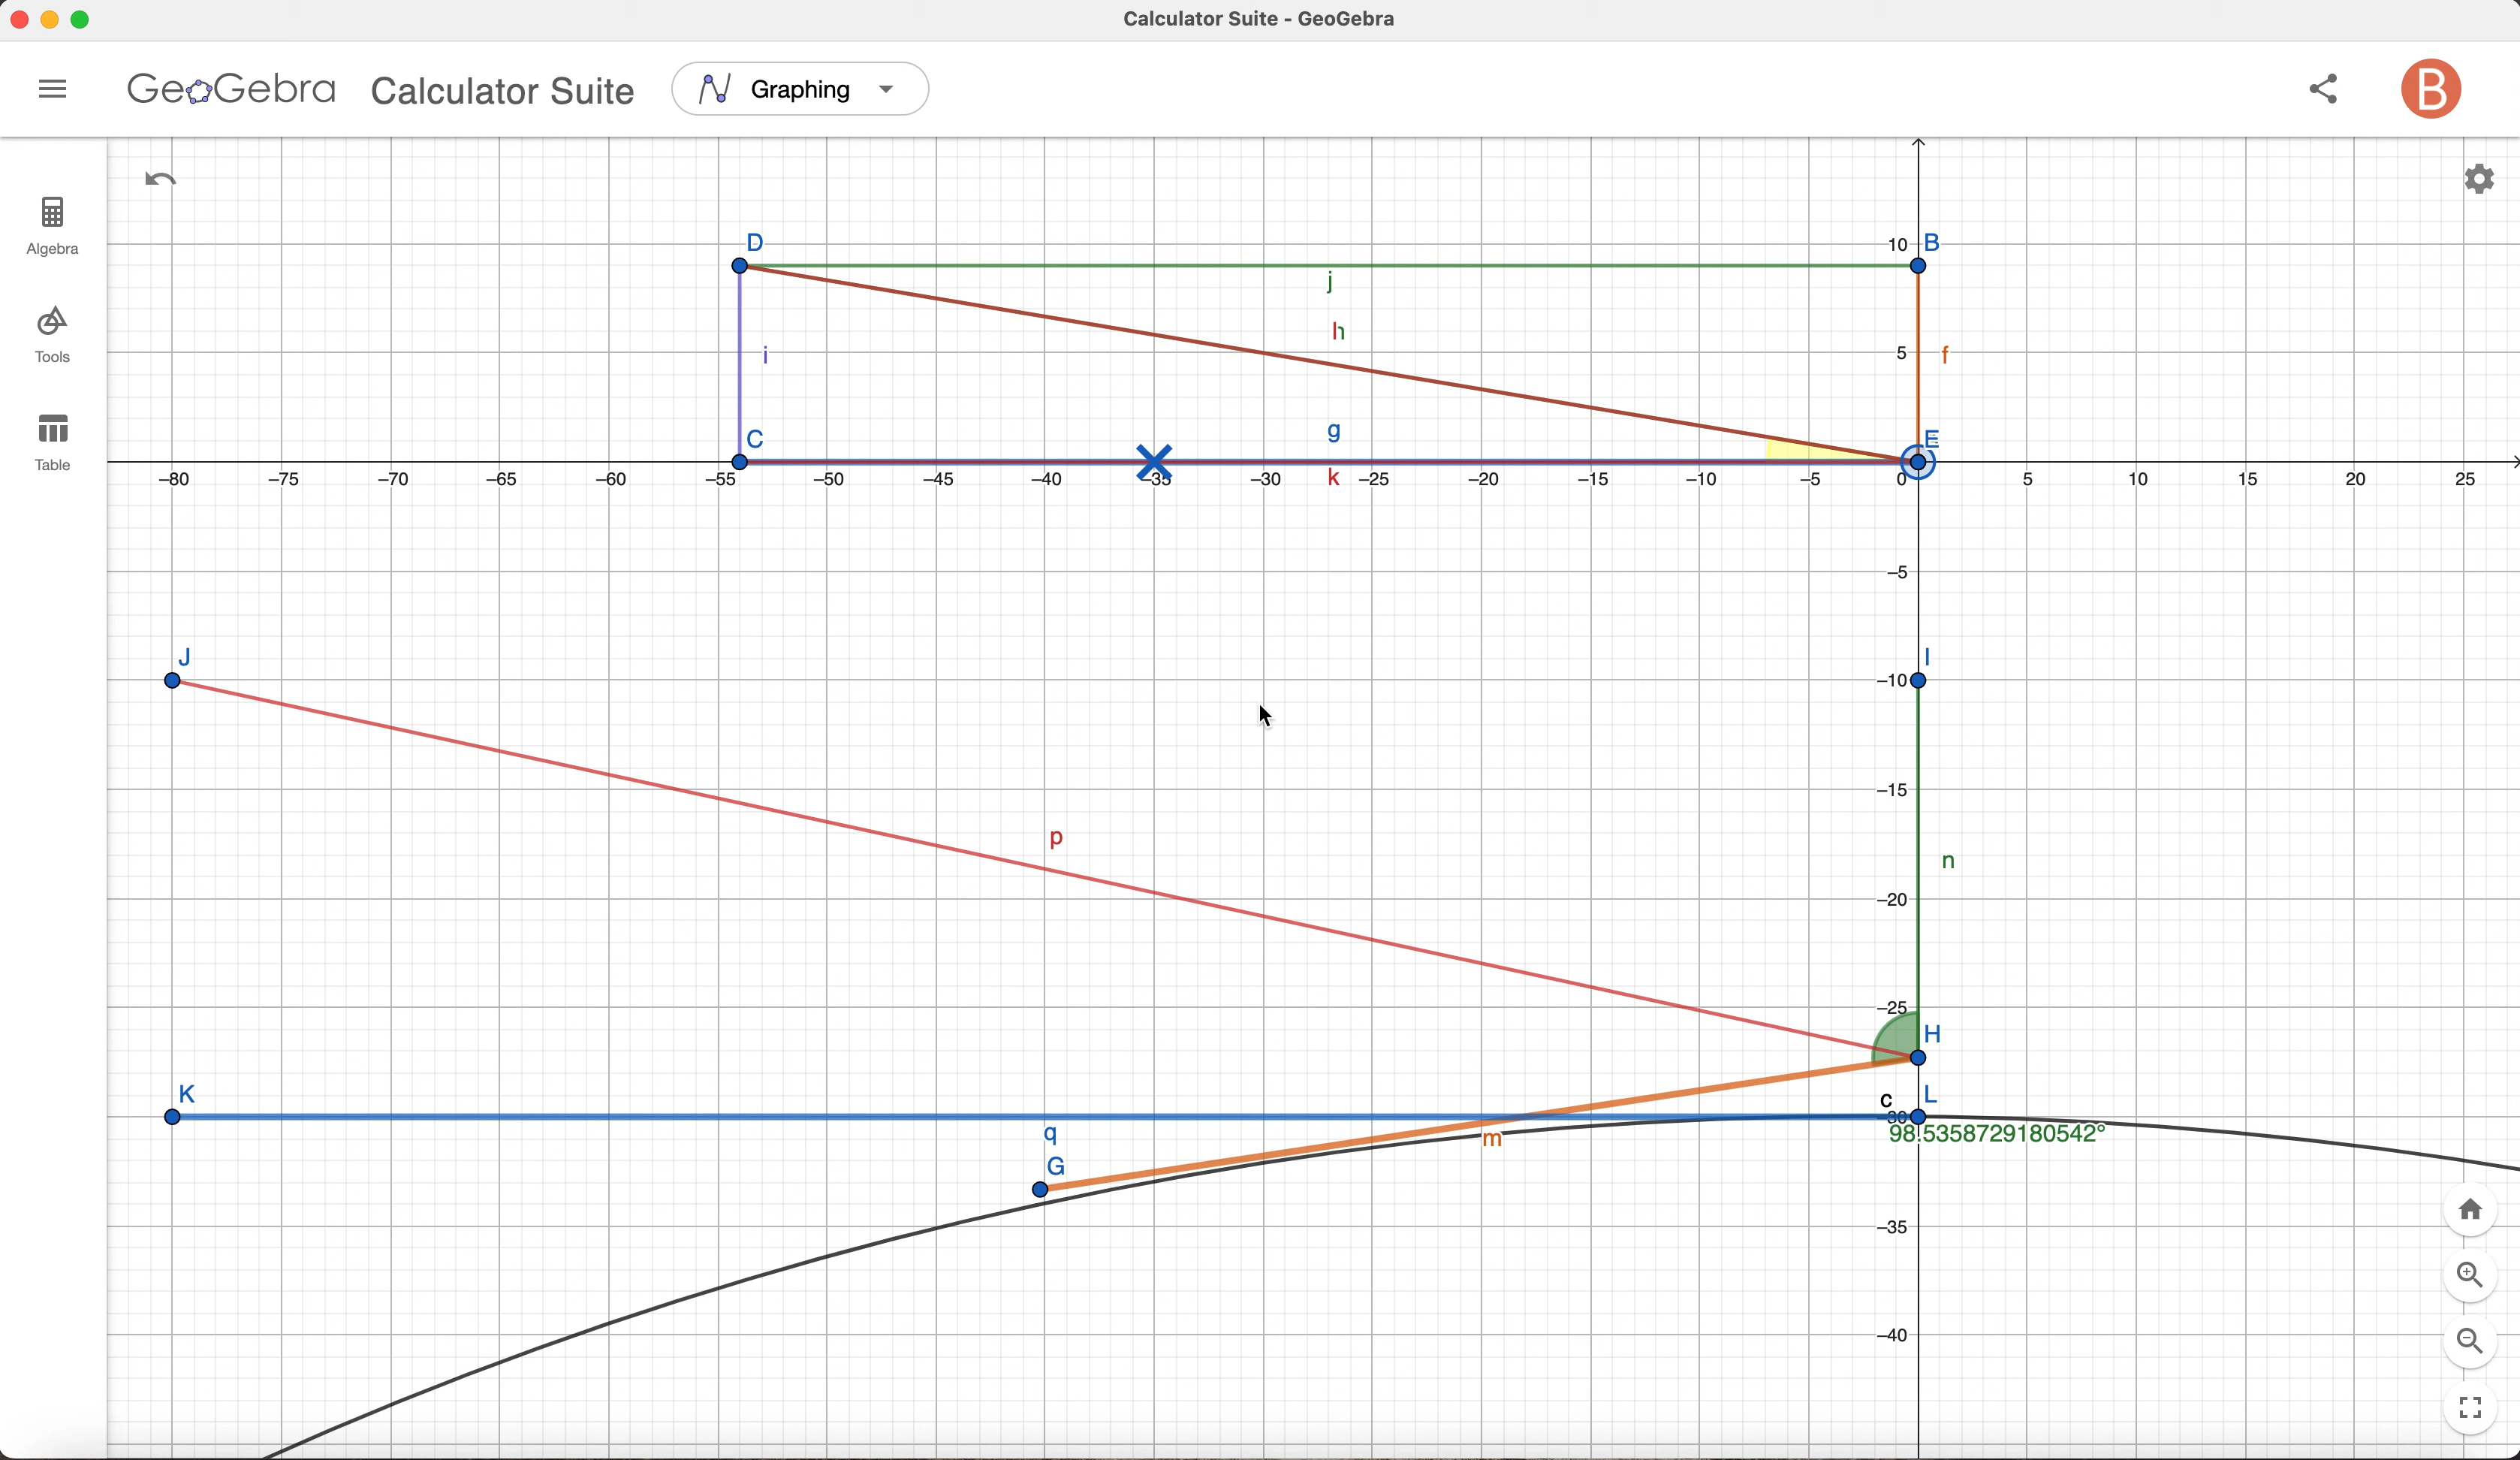 Calculator Suite - GeoGebra
GeoGebra Calculator Suite Graphing B
Algebra
Tools
Table
D 10 B
j
h
i 5 f
g
C E
−80 −75 −70 −65 −60 −55 −50 −45 −40 −35 −30 k −25 −20 −15 −10 −5 0 5 10 15 20 25
−5
J I
−10
−15
p
n
−20
−25
H
K c L
−30
q m 98.5358729180542°
G
−35
−40